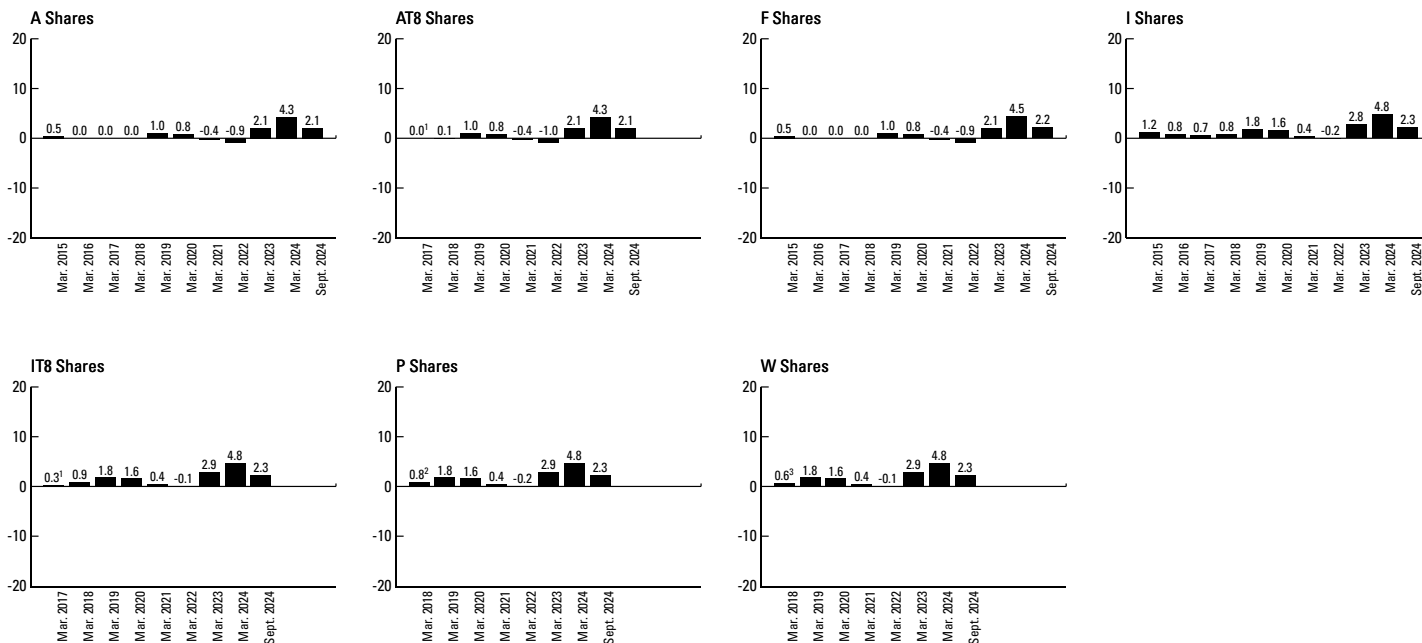 A Shares
20
10
0
-10
-20
0.5
0.0
0.0
0.0
1.0
0.8
-0.4
-0.9
2.1
4.3
2.1
Mar. 2015
Mar. 2016
Mar. 2017
Mar. 2018
Mar. 2019
Mar. 2020
Mar. 2021
Mar. 2022
Mar. 2023
Mar. 2024
Sept. 2024
AT8 Shares
20
10
0
-10
-20
0.0¹
0.1
1.0
0.8
-0.4
-1.0
2.1
4.3
2.1
Mar. 2017
Mar. 2018
Mar. 2019
Mar. 2020
Mar. 2021
Mar. 2022
Mar. 2023
Mar. 2024
Sept. 2024
F Shares
20
10
0
-10
-20
0.5
0.0
0.0
0.0
1.0
0.8
-0.4
-0.9
2.1
4.5
2.2
Mar. 2015
Mar. 2016
Mar. 2017
Mar. 2018
Mar. 2019
Mar. 2020
Mar. 2021
Mar. 2022
Mar. 2023
Mar. 2024
Sept. 2024
I Shares
20
10
0
-10
-20
1.2
0.8
0.7
0.8
1.8
1.6
0.4
-0.2
2.8
4.8
2.3
Mar. 2015
Mar. 2016
Mar. 2017
Mar. 2018
Mar. 2019
Mar. 2020
Mar. 2021
Mar. 2022
Mar. 2023
Mar. 2024
Sept. 2024
IT8 Shares
20
10
0
-10
-20
0.3¹
0.9
1.8
1.6
0.4
-0.1
2.9
4.8
2.3
Mar. 2017
Mar. 2018
Mar. 2019
Mar. 2020
Mar. 2021
Mar. 2022
Mar. 2023
Mar. 2024
Sept. 2024
P Shares
20
10
0
-10
-20
0.8²
1.8
1.6
0.4
-0.2
2.9
4.8
2.3
Mar. 2018
Mar. 2019
Mar. 2020
Mar. 2021
Mar. 2022
Mar. 2023
Mar. 2024
Sept. 2024
W Shares
20
10
0
-10
-20
0.6³
1.8
1.6
0.4
-0.1
2.9
4.8
2.3
Mar. 2018
Mar. 2019
Mar. 2020
Mar. 2021
Mar. 2022
Mar. 2023
Mar. 2024
Sept. 2024